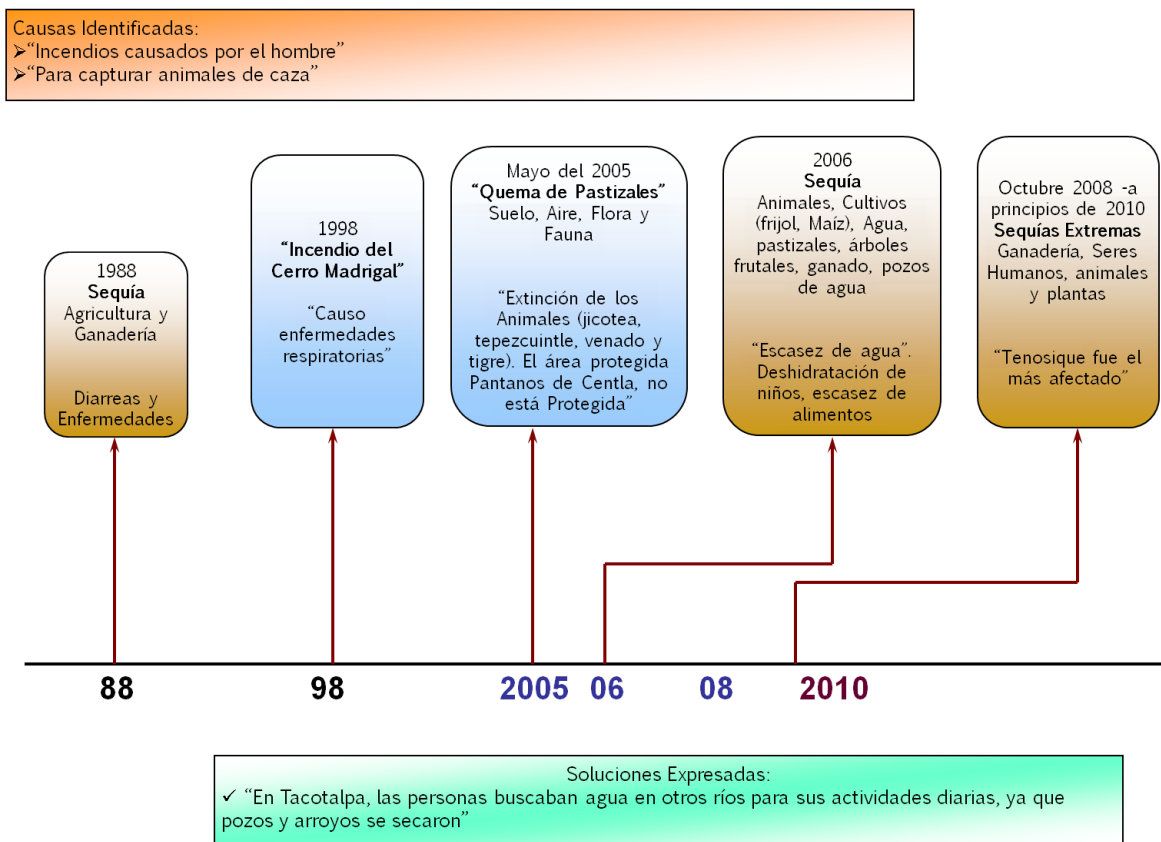 Causas Identificadas:
➢“Incendios causados por el hombre”
➢“Para capturar animales de caza”
1988
Sequía
Agricultura y
Ganadería
Diarreas y
Enfermedades
1998
“Incendio del
Cerro Madrigal”
“Causo
enfermedades
respiratorias”
Mayo del 2005
“Quema de Pastizales”
Suelo, Aire, Flora y
Fauna
“Extinción de los
Animales (jicotea,
tepezcuintle, venado y
tigre). El área protegida
Pantanos de Centla, no
está Protegida”
2006
Sequía
Animales, Cultivos
(frijol, Maíz), Agua,
pastizales, árboles
frutales, ganado, pozos
de agua
“Escasez de agua”.
Deshidratación de
niños, escasez de
alimentos
Octubre 2008 -a
principios de 2010
Sequías Extremas
Ganadería, Seres
Humanos, animales
y plantas
“Tenosique fue el
más afectado”
88 98 2005 06 08 2010
Soluciones Expresadas:
✓ “En Tacotalpa, las personas buscaban agua en otros ríos para sus actividades diarias, ya que
pozos y arroyos se secaron”